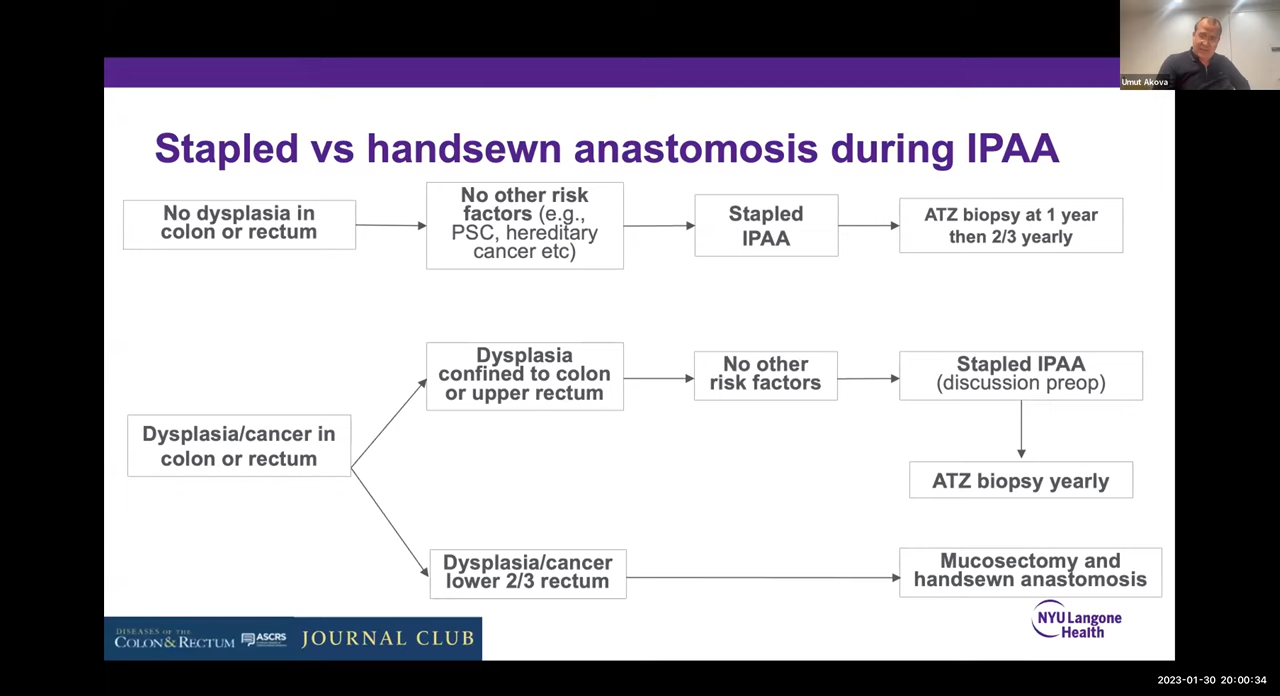 Umut Akova
Stapled vs handsewn anastomosis during IPAA
No dysplasia in
colon or rectum
No other risk
factors (e.g.,
PSC, hereditary
cancer etc)
Stapled
IPAA
ATZ biopsy at 1 year
then 2/3 yearly
Dysplasia/cancer in
colon or rectum
Dysplasia
confined to colon
or upper rectum
No other
risk factors
Stapled IPAA
(discussion preop)
ATZ biopsy yearly
Dysplasia/cancer
lower 2/3 rectum
Mucosectomy and
handsewn anastomosis
DISEASES OF THE
COLON & RECTUM
ASCRS
JOURNAL CLUB
NYU Langone
Health
2023-01-30 20:00:34